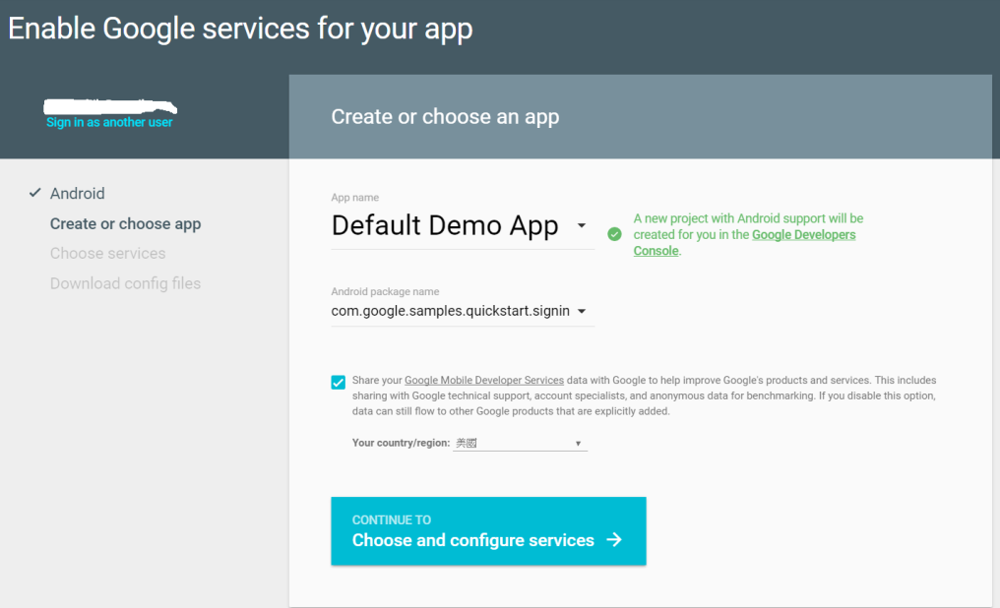 Enable Google services for your app
Sign in as another user
Create or choose an app
Android
Create or choose app
Choose services
Download config files
App name
Default Demo App
A new project with Android support will be
created for you in the Google Developers
Console.
Android package name
com.google.samples.quickstart.signin
Share your Google Mobile Developer Services data with Google to help improve Google's products and services. This includes
sharing with Google technical support, account specialists, and anonymous data for benchmarking. If you disable this option,
data can still flow to other Google products that are explicitly added.
Your country/region: 美國
CONTINUE TO
Choose and configure services